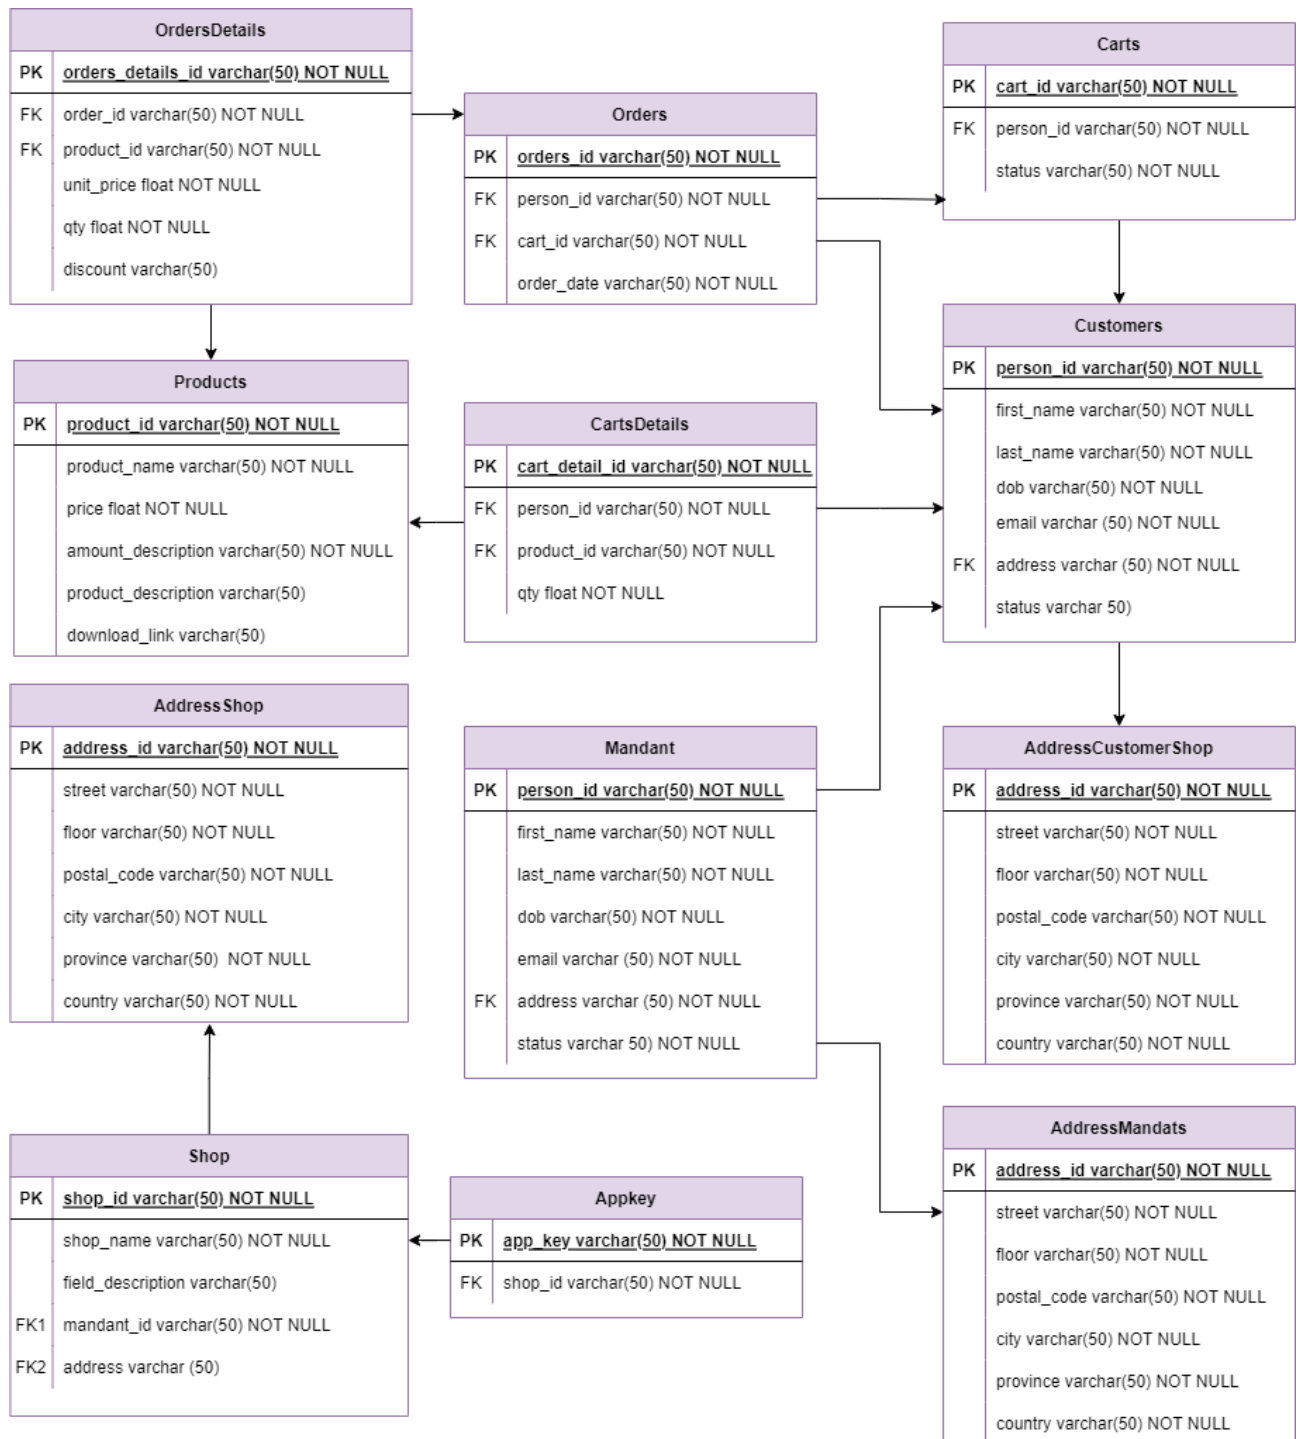 OrdersDetails
PK orders_details_id varchar(50) NOT NULL
FK order_id varchar(50) NOT NULL
FK product_id varchar(50) NOT NULL
unit_price float NOT NULL
qty float NOT NULL
discount varchar(50)
Orders
PK orders_id varchar(50) NOT NULL
FK person_id varchar(50) NOT NULL
FK cart_id varchar(50) NOT NULL
order_date varchar(50) NOT NULL
Carts
PK cart_id varchar(50) NOT NULL
FK person_id varchar(50) NOT NULL
status varchar(50) NOT NULL
Products
PK product_id varchar(50) NOT NULL
product_name varchar(50) NOT NULL
price float NOT NULL
amount_description varchar(50) NOT NULL
product_description varchar(50)
download_link varchar(50)
CartsDetails
PK cart_detail_id varchar(50) NOT NULL
FK person_id varchar(50) NOT NULL
FK product_id varchar(50) NOT NULL
qty float NOT NULL
Customers
PK person_id varchar(50) NOT NULL
first_name varchar(50) NOT NULL
last_name varchar(50) NOT NULL
dob varchar(50) NOT NULL
email varchar (50) NOT NULL
FK address varchar (50) NOT NULL
status varchar 50)
AddressShop
PK address_id varchar(50) NOT NULL
street varchar(50) NOT NULL
floor varchar(50) NOT NULL
postal_code varchar(50) NOT NULL
city varchar(50) NOT NULL
province varchar(50) NOT NULL
country varchar(50) NOT NULL
Mandant
PK person_id varchar(50) NOT NULL
first_name varchar(50) NOT NULL
last_name varchar(50) NOT NULL
dob varchar(50) NOT NULL
email varchar (50) NOT NULL
FK address varchar (50) NOT NULL
status varchar 50) NOT NULL
AddressCustomerShop
PK address_id varchar(50) NOT NULL
street varchar(50) NOT NULL
floor varchar(50) NOT NULL
postal_code varchar(50) NOT NULL
city varchar(50) NOT NULL
province varchar(50) NOT NULL
country varchar(50) NOT NULL
Shop
PK shop_id varchar(50) NOT NULL
shop_name varchar(50) NOT NULL
field_description varchar(50)
FK1 mandant_id varchar(50) NOT NULL
FK2 address varchar (50)
Appkey
PK app_key varchar(50) NOT NULL
FK shop_id varchar(50) NOT NULL
AddressMandats
PK address_id varchar(50) NOT NULL
street varchar(50) NOT NULL
floor varchar(50) NOT NULL
postal_code varchar(50) NOT NULL
city varchar(50) NOT NULL
province varchar(50) NOT NULL
country varchar(50) NOT NULL